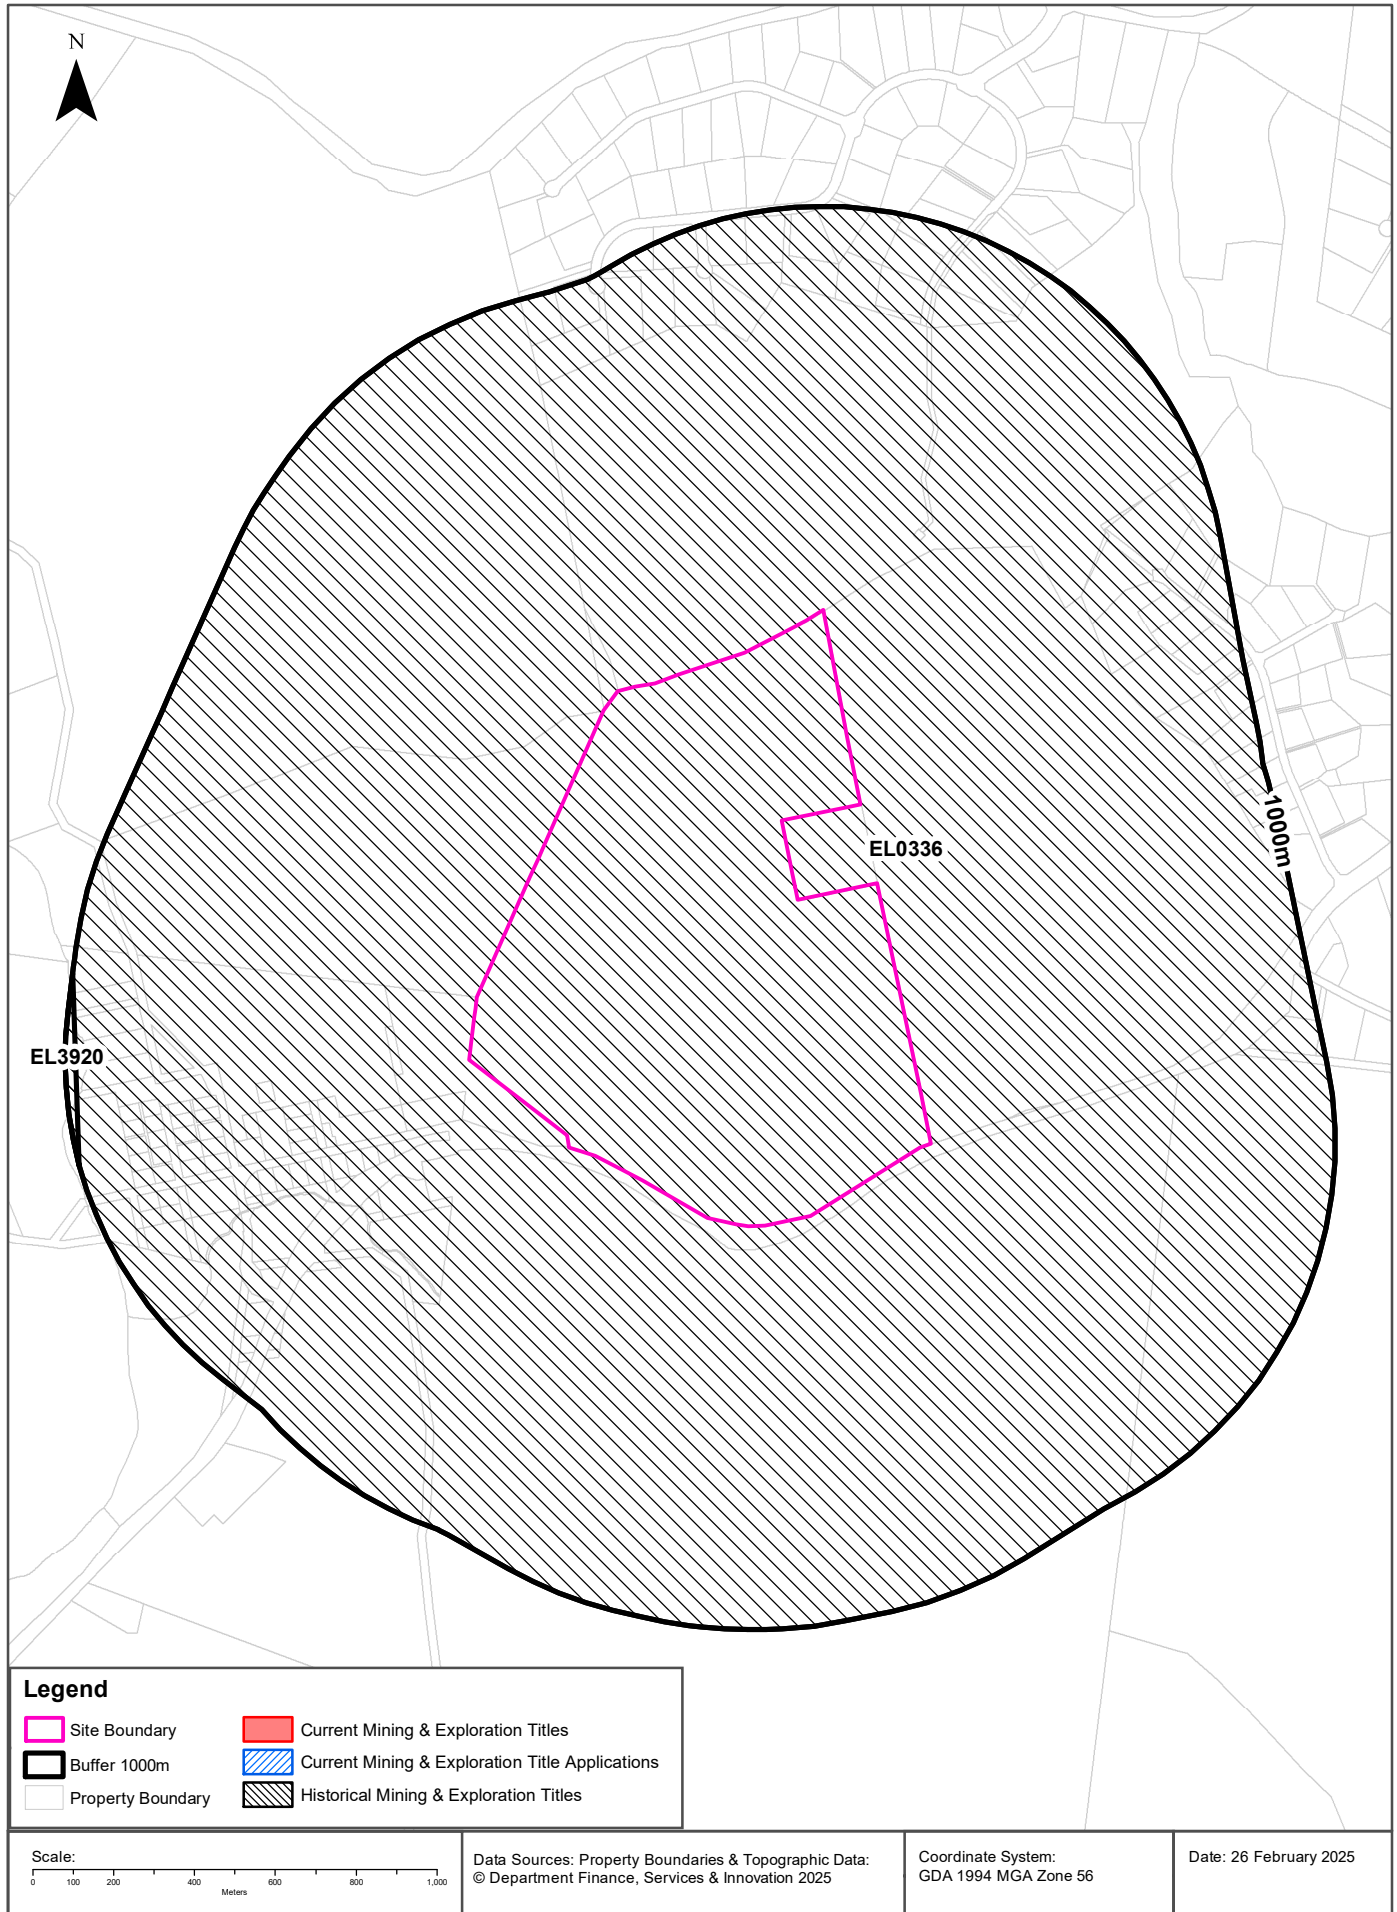 N
EL0336
1000m
EL3920
Legend
Site Boundary
Buffer 1000m
Property Boundary
Current Mining & Exploration Titles
Current Mining & Exploration Title Applications
Historical Mining & Exploration Titles
Scale:
0 100 200 400 600 800 1,000
Meters
Data Sources: Property Boundaries & Topographic Data:
© Department Finance, Services & Innovation 2025
Coordinate System:
GDA 1994 MGA Zone 56
Date: 26 February 2025